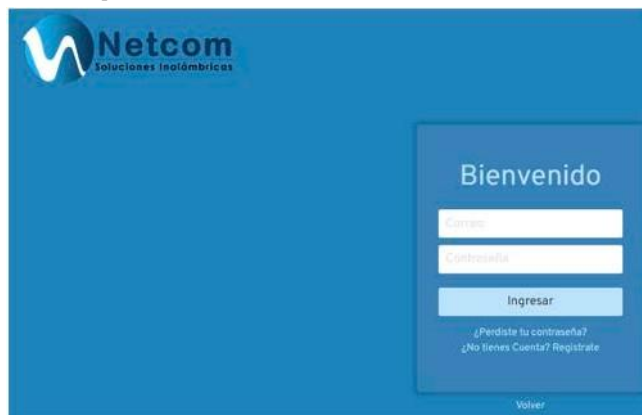 Netcom
Soluciones Inalámbricas
Bienvenido
Correo
Contraseña
Ingresar
¿Perdiste tu contraseña?
¿No tienes Cuenta? Registrate
Volver